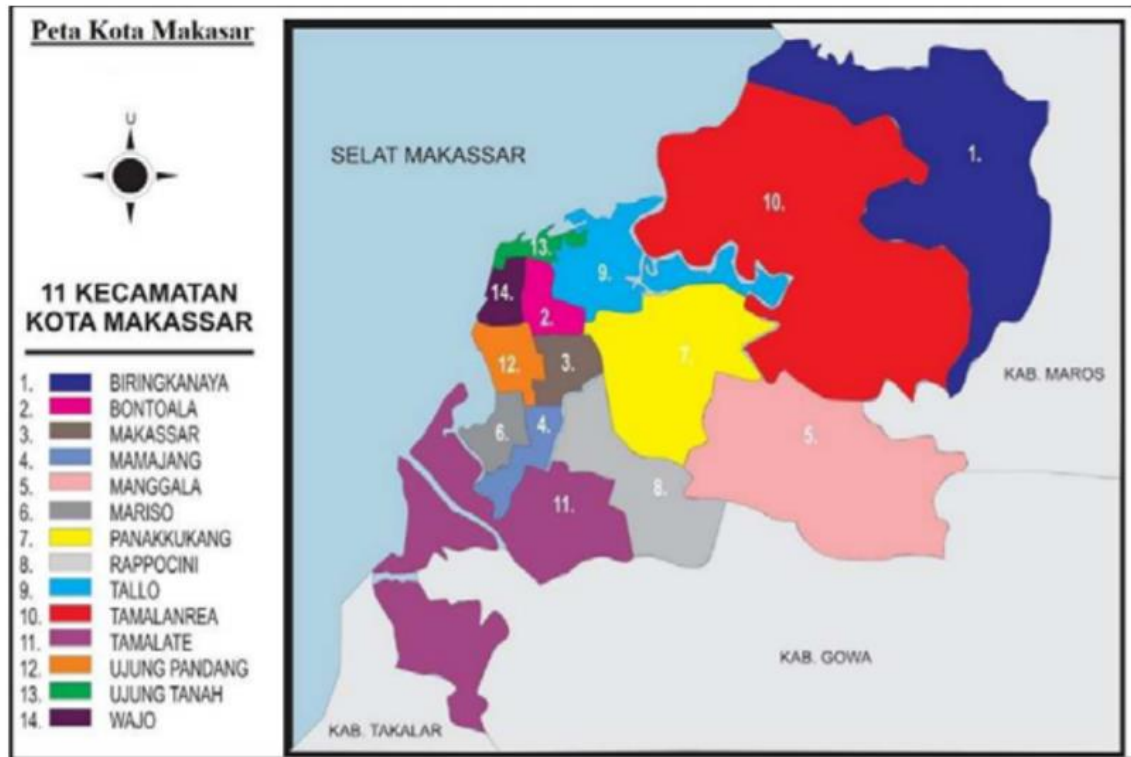 Peta Kota Makasar
U
11 KECAMATAN
KOTA MAKASSAR
1. BIRINGKANAYA
2. BONTOALA
3. MAKASSAR
4. MAMAJANG
5. MANGGALA
6. MARISO
7. PANAKKUKANG
8. RAPPOCINI
9. TALLO
10. TAMALANREA
11. TAMALATE
12. UJUNG PANDANG
13. UJUNG TANAH
14. WAJO
SELAT MAKASSAR
1.
10.
13.
9.
14.
2.
12.
3.
7.
KAB. MAROS
6.
4.
5.
11.
8.
KAB. GOWA
KAB. TAKALAR